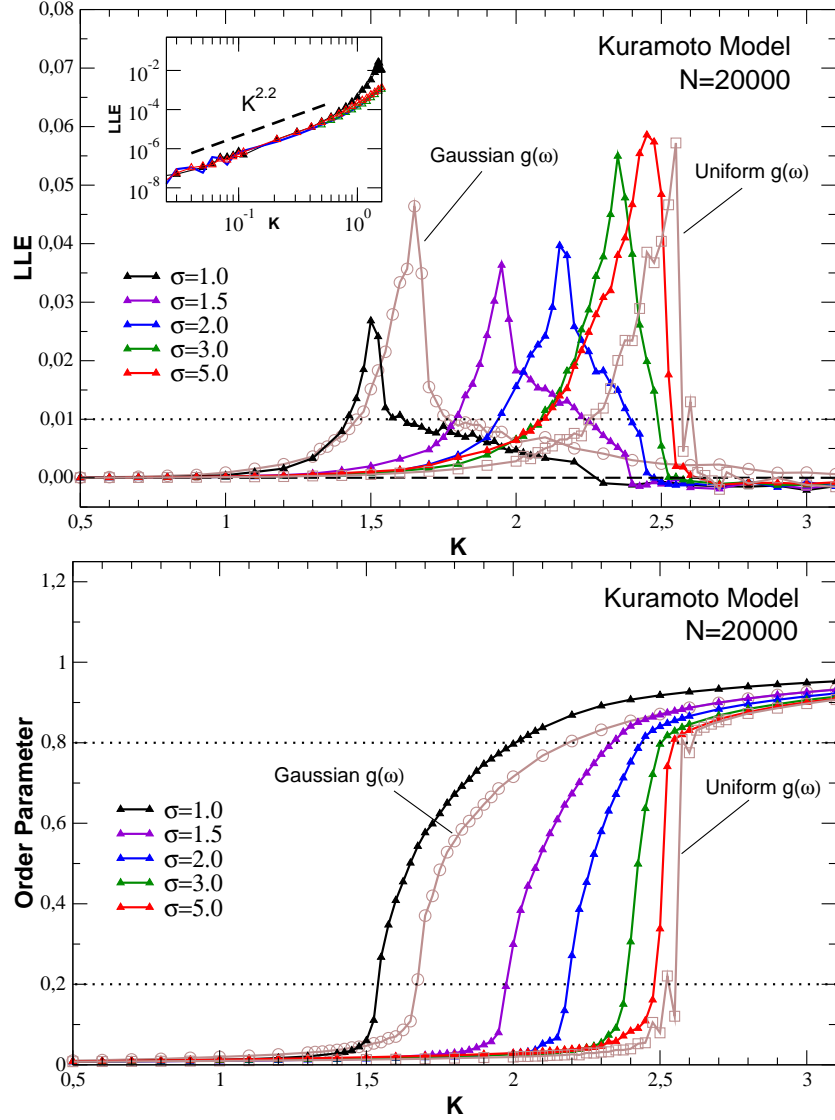 0,08
0,07
0,06
0,05
0,04
0,03
0,02
0,010
0,00
LLE
0,5
1
1,5
2
2,5
3
K
Kuramoto Model
N=20000
Gaussian g(ω)
Uniform g(ω)
σ=1.0
σ=1.5
σ=2.0
σ=3.0
σ=5.0
10^-2
10^-4
10^-6
10^-8
LLE
K^2.2
10^-1
10^0
K
1,2
1
0,8
0,6
0,4
0,2
0
Order Parameter
0,5
1
1,5
2
2,5
3
K
Kuramoto Model
N=20000
Gaussian g(ω)
Uniform g(ω)
σ=1.0
σ=1.5
σ=2.0
σ=3.0
σ=5.0